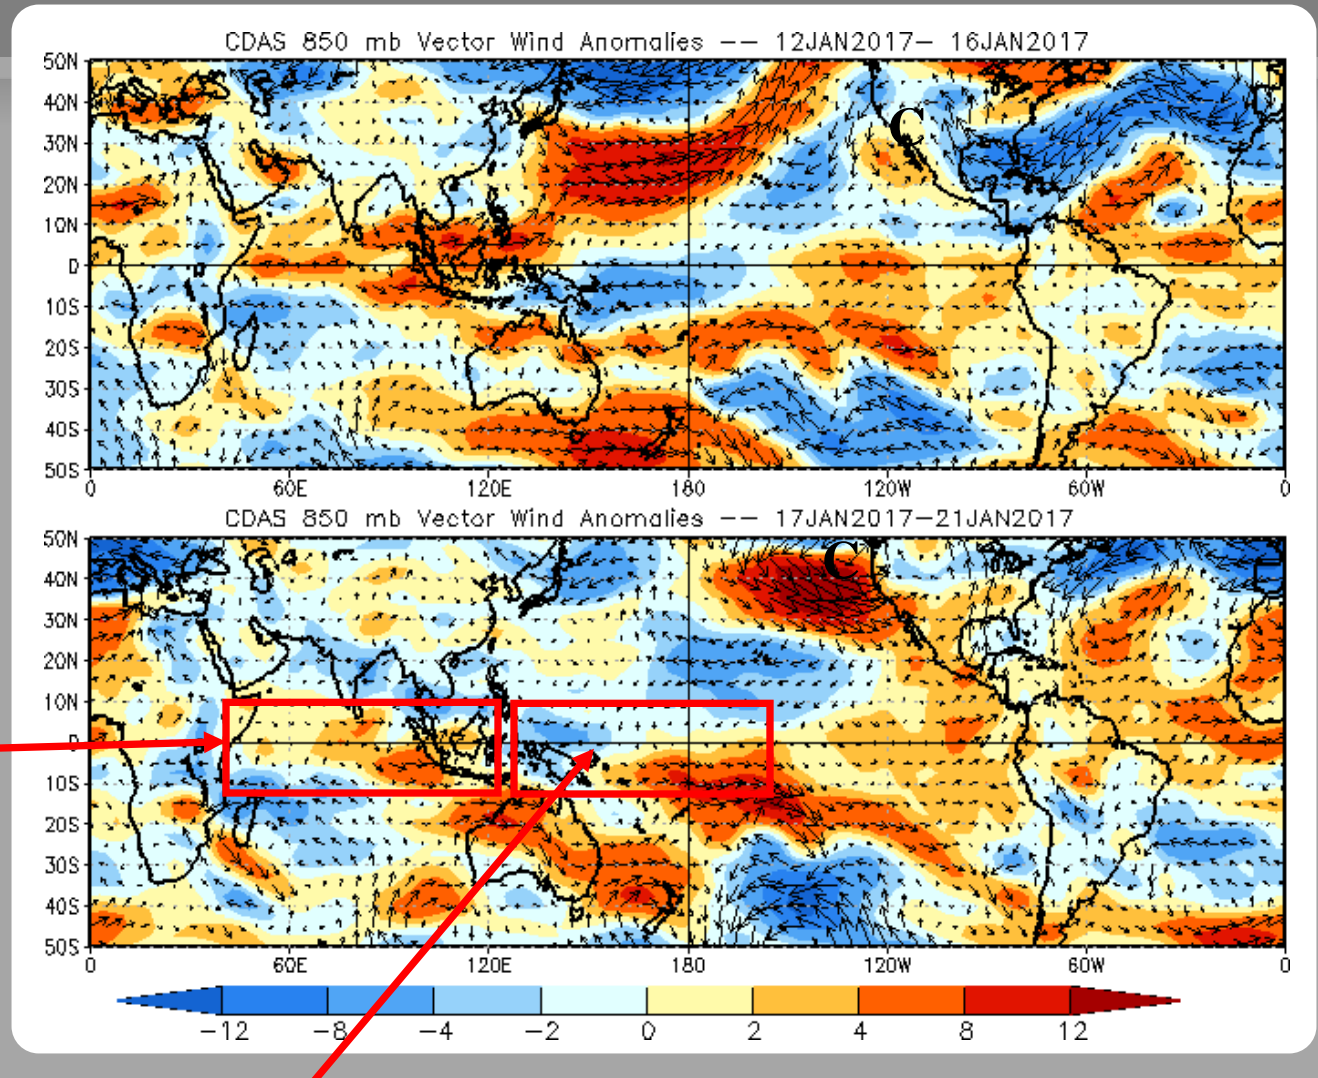 CDAS 850 mb Vector Wind Anomalies -- 12JAN2017- 16JAN2017
50N
40N
30N
20N
10N
0
10S
20S
30S
40S
50S
C
0 60E 120E 180 120W 60W 0
CDAS 850 mb Vector Wind Anomalies -- 17JAN2017-21JAN2017
50N
40N
30N
20N
10N
0
10S
20S
30S
40S
50S
C
0 60E 120E 180 120W 60W 0
-12 -8 -4 -2 0 2 4 8 12